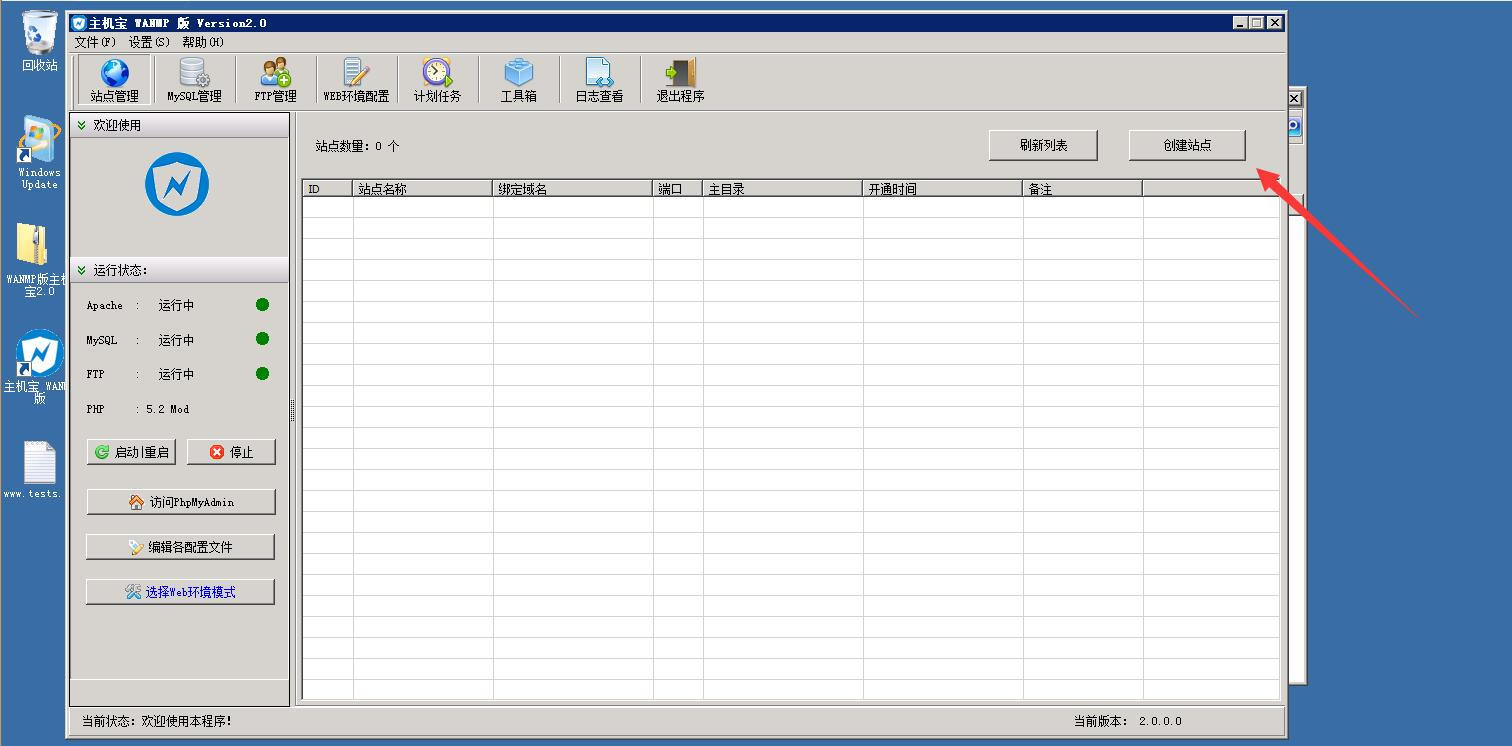 主机宝 WANMP 版 Version2.0
文件(F) 设置(S) 帮助(H)
站点管理 MySQL管理 FTP管理 WEB环境配置 计划任务 工具箱 日志查看 退出程序
回收站
Windows
Update
WANMP版主机
宝2.0
主机宝 WANM
版
www.tests.
欢迎使用
运行状态:
Apache : 运行中
MySQL : 运行中
FTP : 运行中
PHP : 5.2 Mod
启动|重启 停止
访问PhpMyAdmin
编辑各配置文件
选择Web环境模式
站点数量: 0 个 刷新列表 创建站点
ID 站点名称 绑定域名 端口 主目录 开通时间 备注
当前状态: 欢迎使用本程序! 当前版本: 2.0.0.0